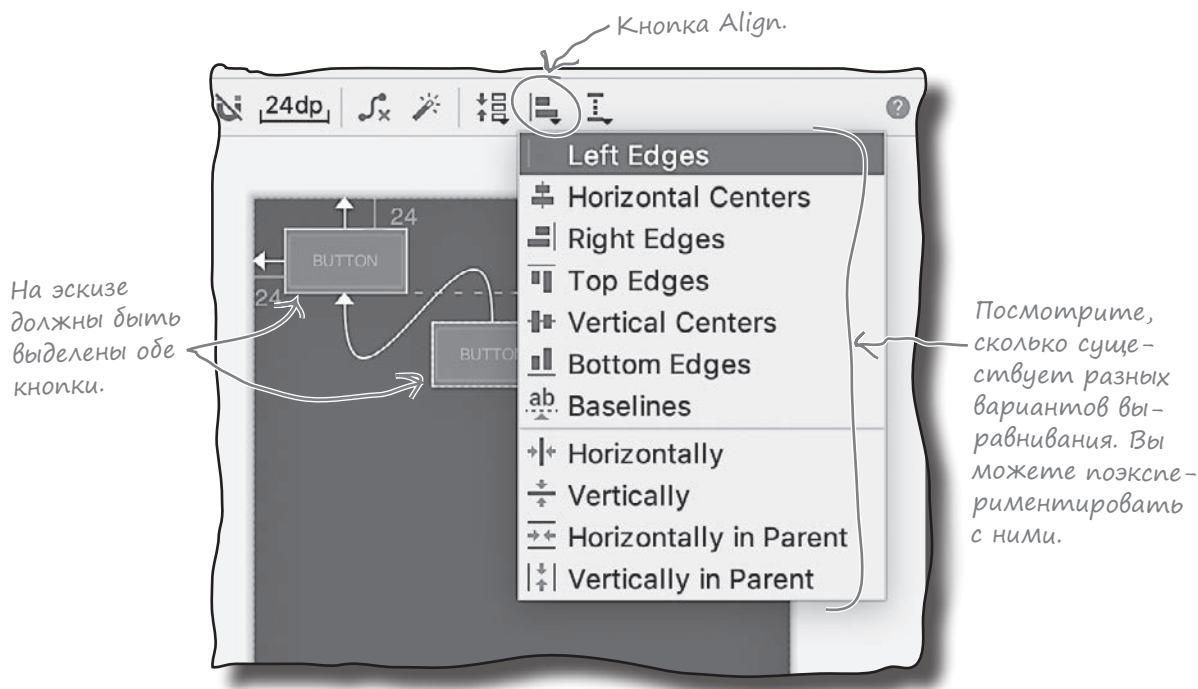 Кнопка Align.
24dp
?
Left Edges
Horizontal Centers
Right Edges
Top Edges
Vertical Centers
Bottom Edges
ab
Baselines
Horizontally
Vertically
Horizontally in Parent
Vertically in Parent
24
BUTTON
24
BUTTO
На эскизе
должны быть
выделены обе
кнопки.
Посмотрите,
сколько суще-
ствует разных
вариантов вы-
равнивания. Вы
можете поэкспе-
риментировать
с ними.